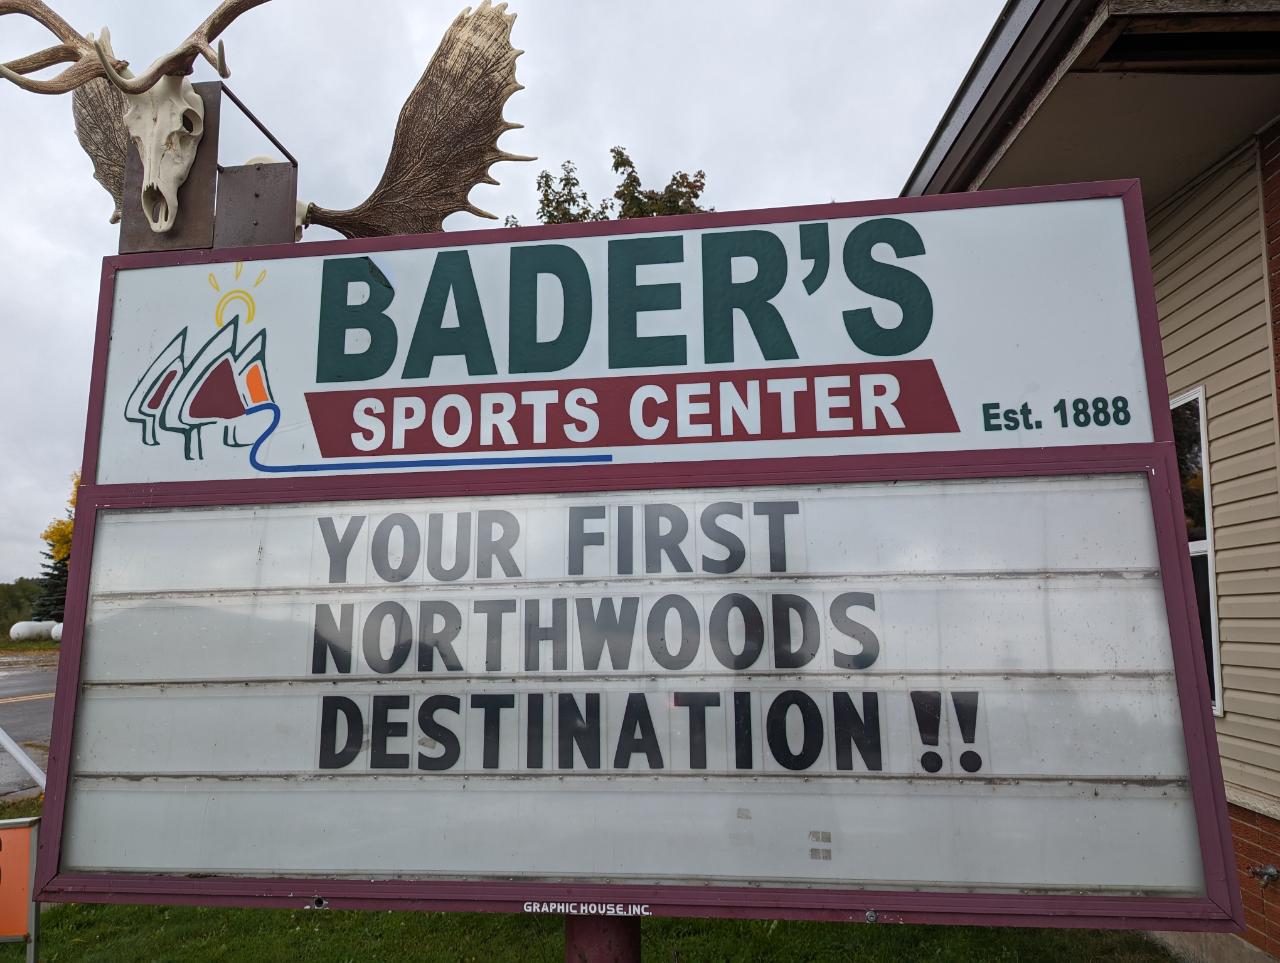 BADER'S
SPORTS CENTER
Est. 1888
YOUR FIRST
NORTHWOODS
DESTINATION!!
GRAPHIC HOUSE, INC.